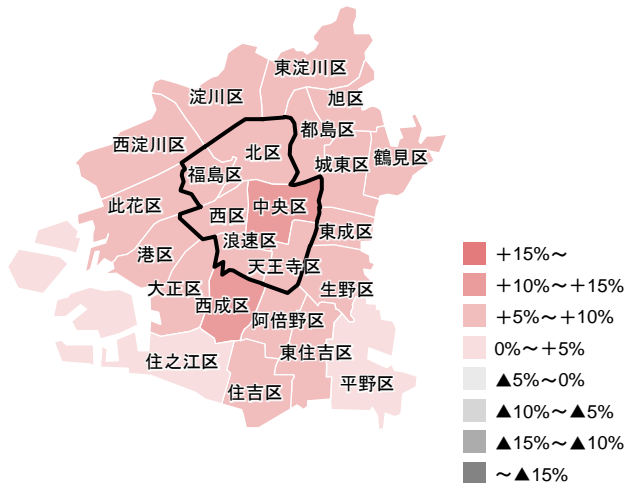 東淀川区
淀川区
旭区
都島区
西淀川区
北区
城東区
鶴見区
福島区
此花区
西区
中央区
東成区
浪速区
港区
天王寺区
大正区
生野区
西成区
阿倍野区
住之江区
東住吉区
平野区
住吉区
+15%～
+10%～+15%
+5%～+10%
0%～+5%
▲5%～0%
▲10%～▲5%
▲15%～▲10%
～▲15%